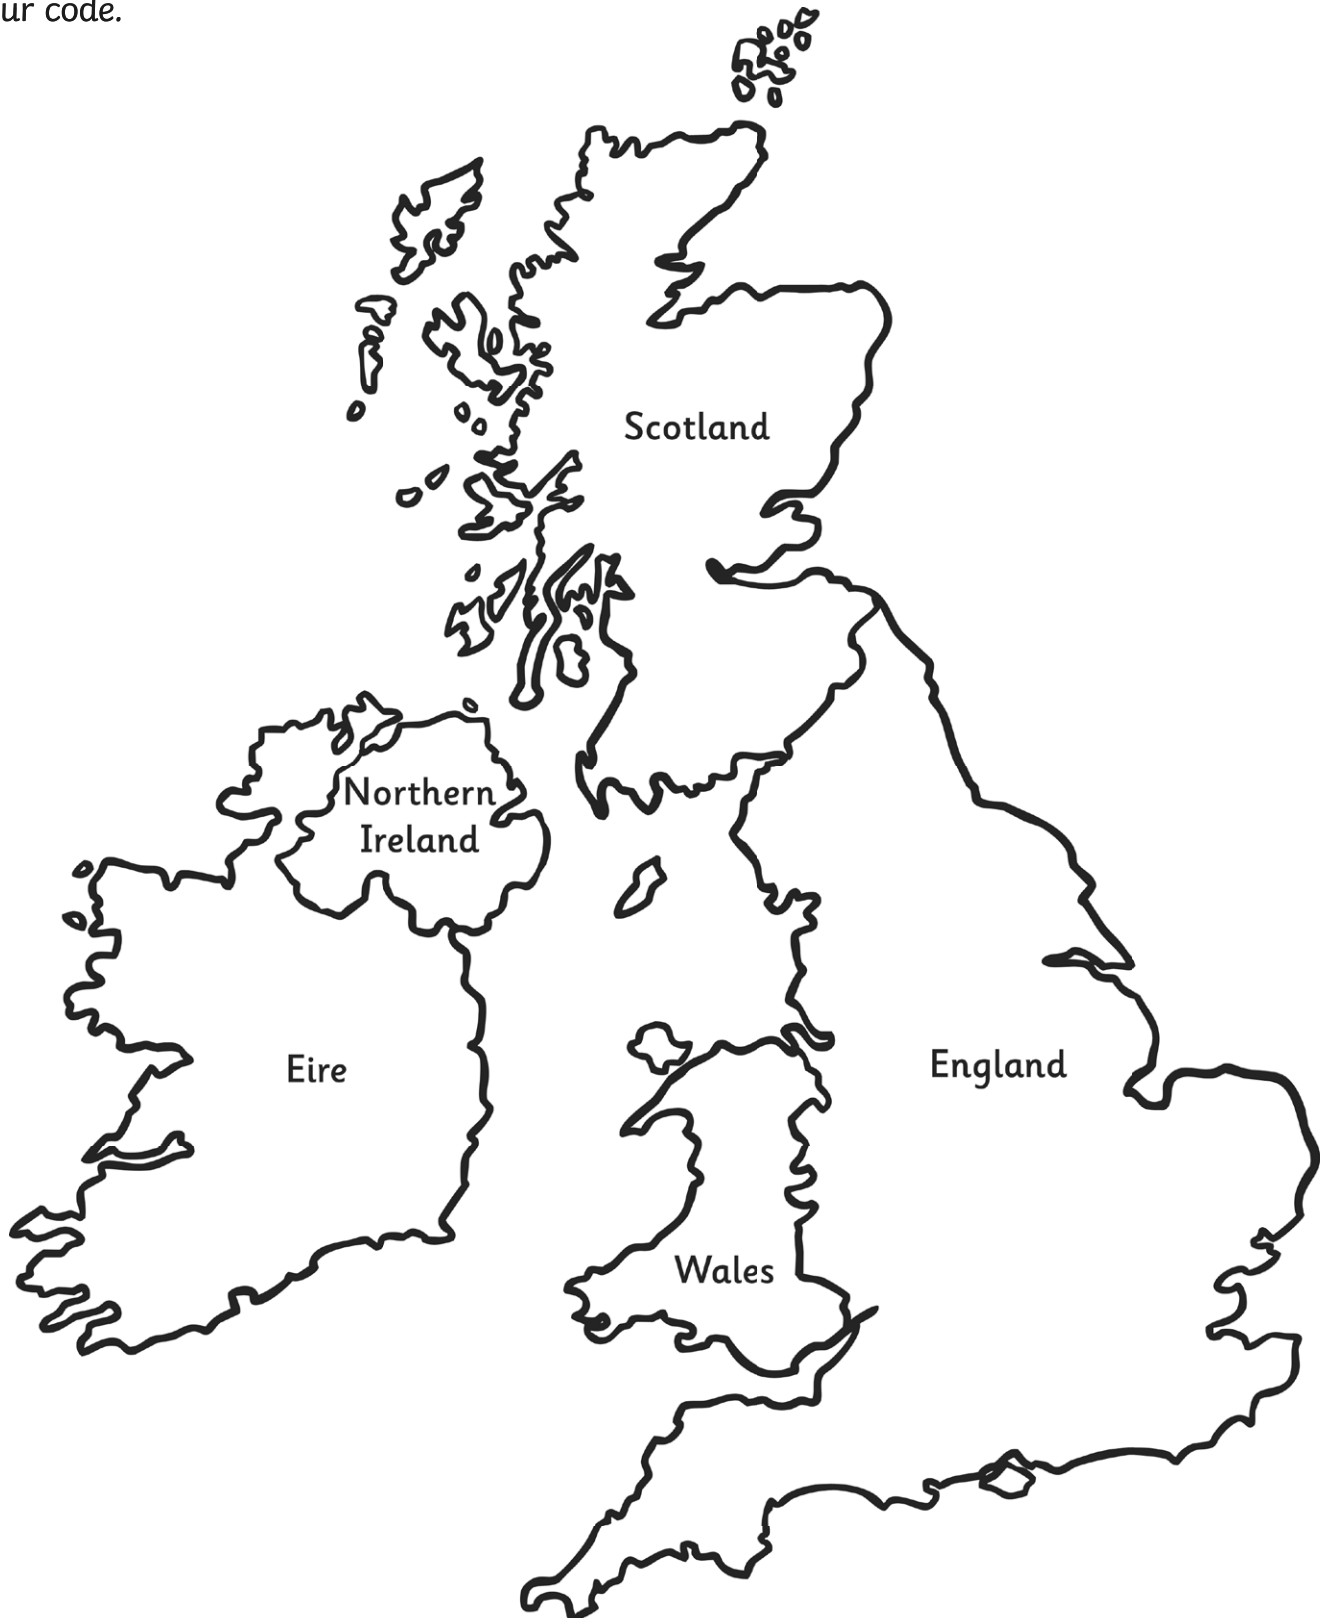 ur code.
Scotland
Northern
Ireland
Eire
England
Wales